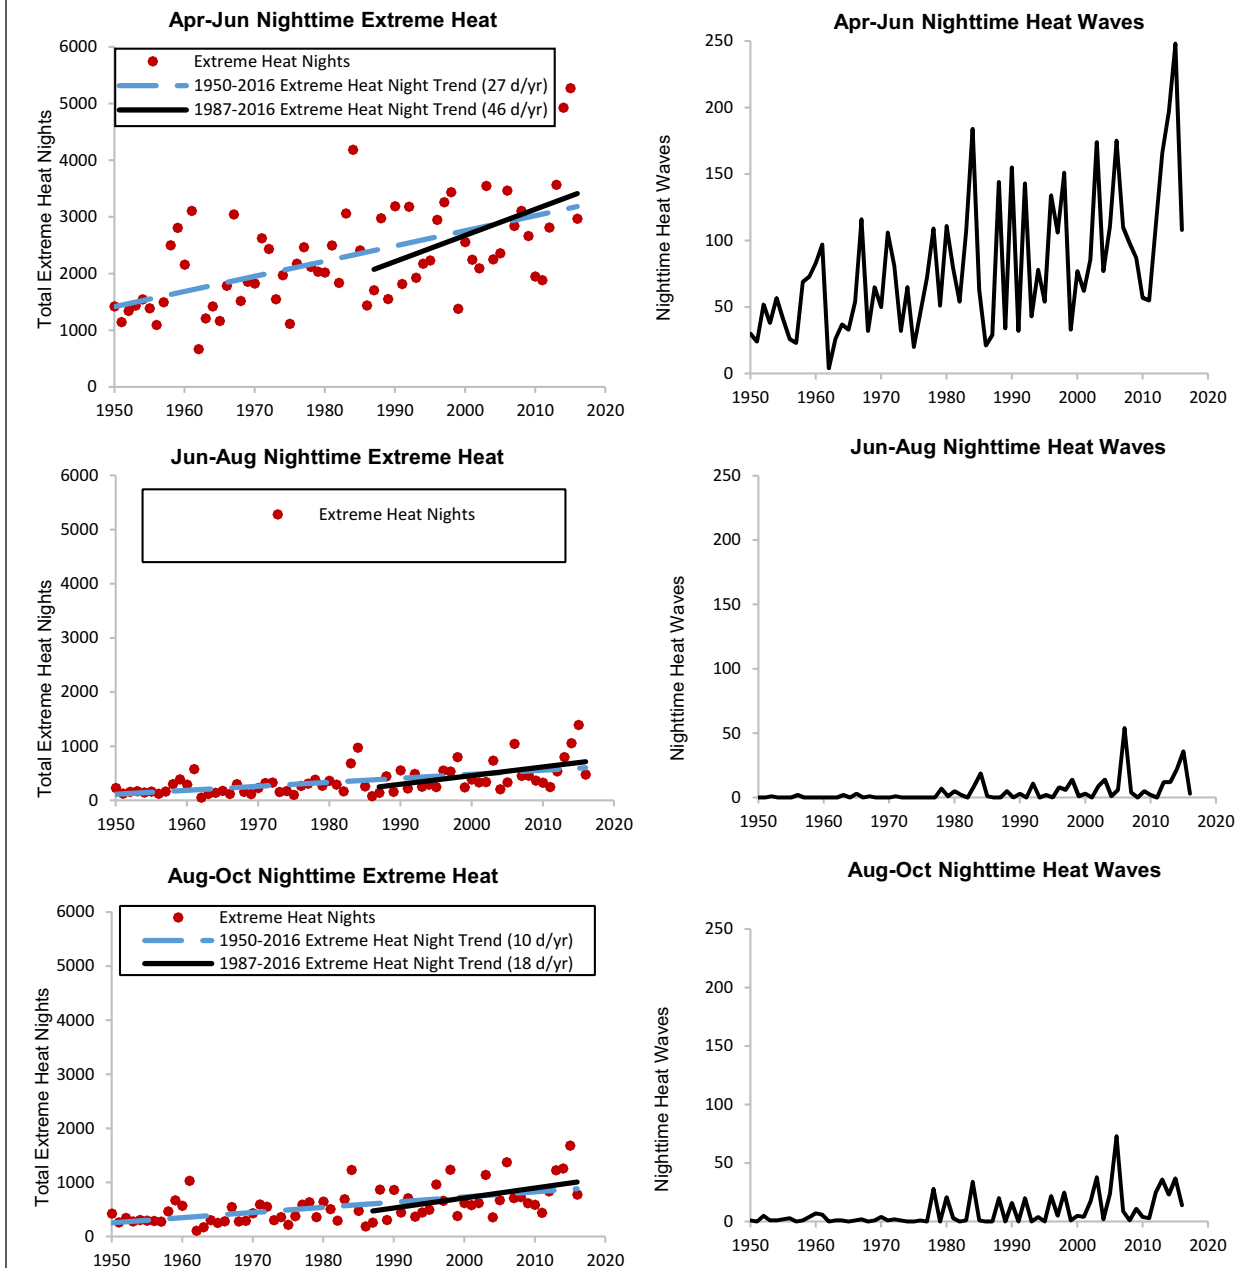 Apr-Jun Nighttime Extreme Heat
Total Extreme Heat Nights
6000
5000
4000
3000
2000
1000
0
Extreme Heat Nights
1950-2016 Extreme Heat Night Trend (27 d/yr)
1987-2016 Extreme Heat Night Trend (46 d/yr)
1950 1960 1970 1980 1990 2000 2010 2020
Apr-Jun Nighttime Heat Waves
Nighttime Heat Waves
250
200
150
100
50
0
1950 1960 1970 1980 1990 2000 2010 2020
Jun-Aug Nighttime Extreme Heat
Total Extreme Heat Nights
6000
5000
4000
3000
2000
1000
0
Extreme Heat Nights
1950 1960 1970 1980 1990 2000 2010 2020
Jun-Aug Nighttime Heat Waves
Nighttime Heat Waves
250
200
150
100
50
0
1950 1960 1970 1980 1990 2000 2010 2020
Aug-Oct Nighttime Extreme Heat
Total Extreme Heat Nights
6000
5000
4000
3000
2000
1000
0
Extreme Heat Nights
1950-2016 Extreme Heat Night Trend (10 d/yr)
1987-2016 Extreme Heat Night Trend (18 d/yr)
1950 1960 1970 1980 1990 2000 2010 2020
Aug-Oct Nighttime Heat Waves
Nighttime Heat Waves
250
200
150
100
50
0
1950 1960 1970 1980 1990 2000 2010 2020